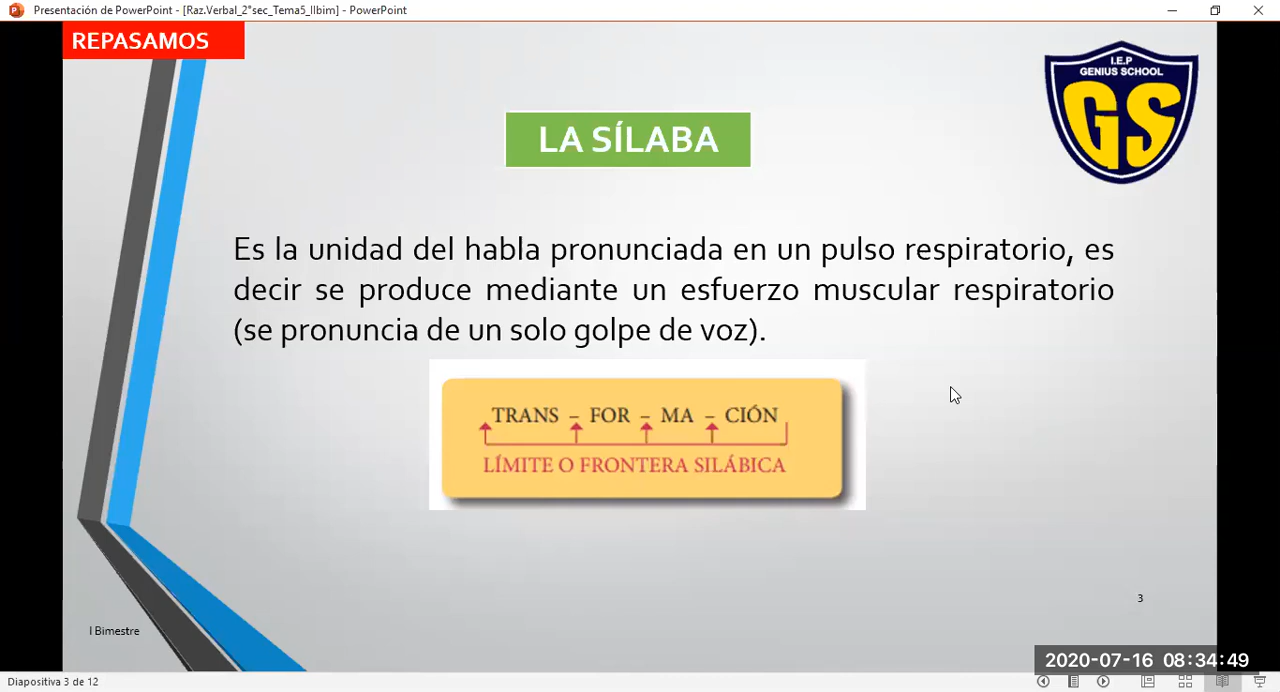 Presentación de PowerPoint - [Raz.Verbal_2°sec_Tema5_IIbim] - PowerPoint
REPASAMOS
I.E.P
GENIUS SCHOOL
GS
LA SÍLABA
Es la unidad del habla pronunciada en un pulso respiratorio, es
decir se produce mediante un esfuerzo muscular respiratorio
(se pronuncia de un solo golpe de voz).
TRANS – FOR – MA – CIÓN
LÍMITE O FRONTERA SILÁBICA
3
I Bimestre
2020-07-16 08:34:49
Diapositiva 3 de 12